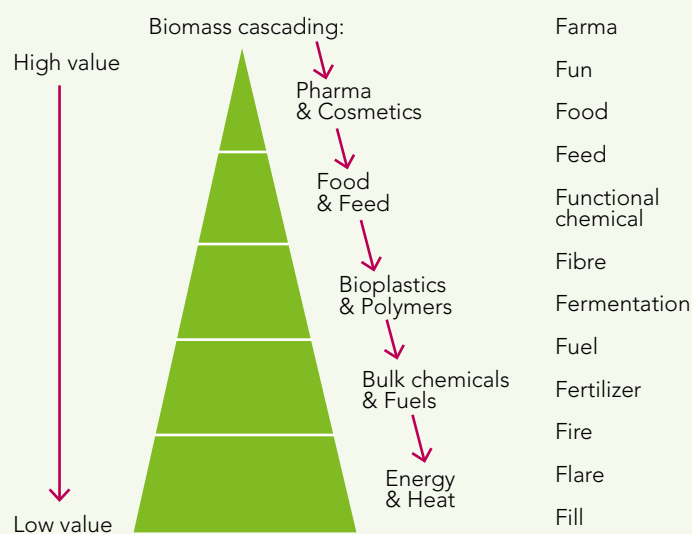 Biomass cascading:
High value
Pharma
& Cosmetics
Food
& Feed
Bioplastics
& Polymers
Bulk chemicals
& Fuels
Energy
& Heat
Low value
Farma
Fun
Food
Feed
Functional
chemical
Fibre
Fermentation
Fuel
Fertilizer
Fire
Flare
Fill